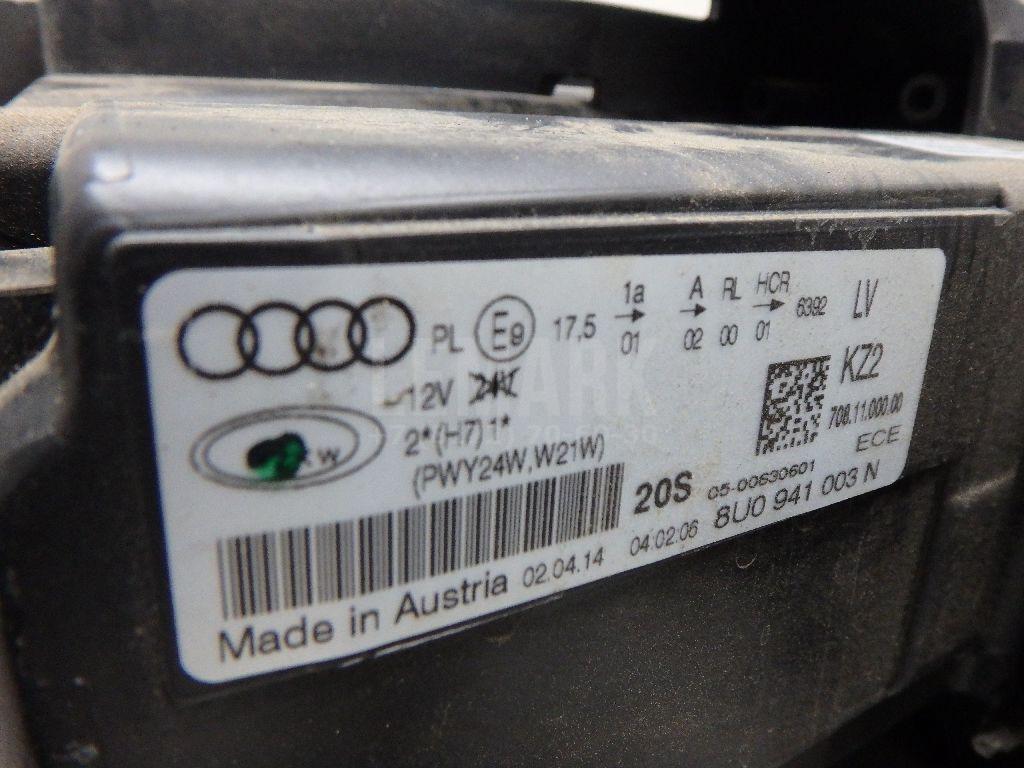 PL E9 17,5 1a → 01 A → 02 RL 00 HCR → 01 6392 LV
12V 24V
KZ2
2*(H7) 1*
(PWY24W,W21W)
708.11.000.00
ECE
20S 05-00630601
8U0 941 003 N
Made in Austria 02.04.14 04:02:06